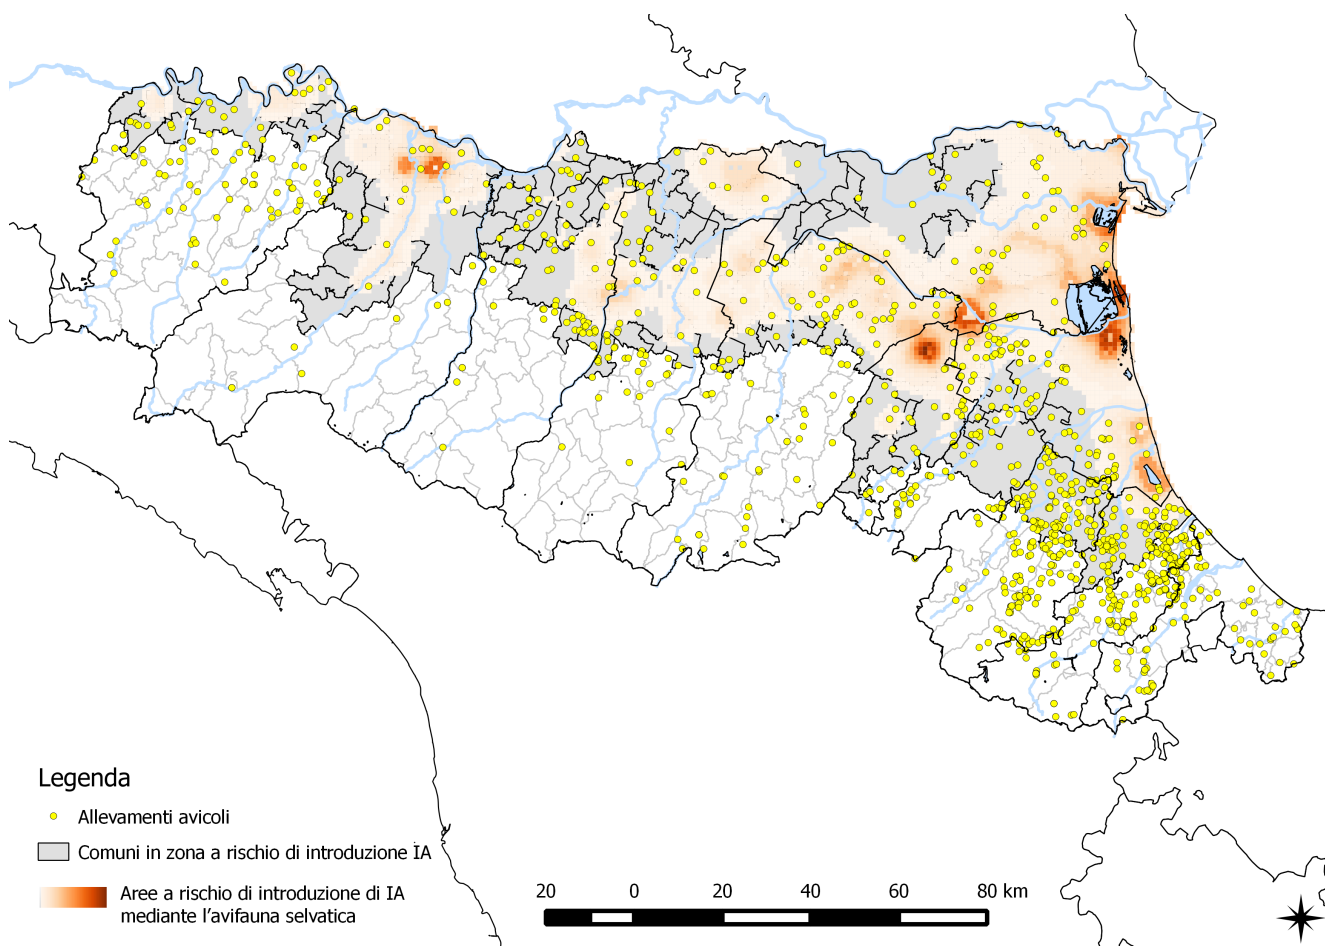 Legenda
Allevamenti avicoli
Comuni in zona a rischio di introduzione IA
Aree a rischio di introduzione di IA
mediante l'avifauna selvatica
20 0 20 40 60 80 km